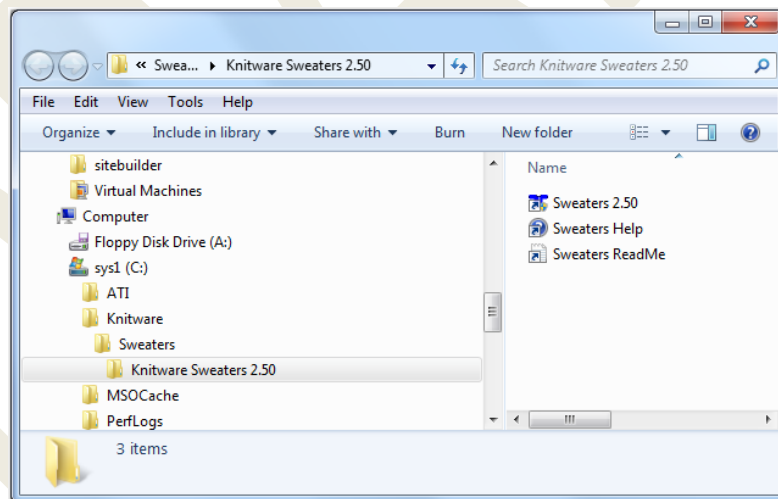 « Swea... ▸ Knitware Sweaters 2.50 Search Knitware Sweaters 2.50
File Edit View Tools Help
Organize Include in library Share with Burn New folder
sitebuilder
Virtual Machines
Computer
Floppy Disk Drive (A:)
sys1 (C:)
ATI
Knitware
Sweaters
Knitware Sweaters 2.50
MSOCache
PerfLogs
Name
Sweaters 2.50
Sweaters Help
Sweaters ReadMe
3 items